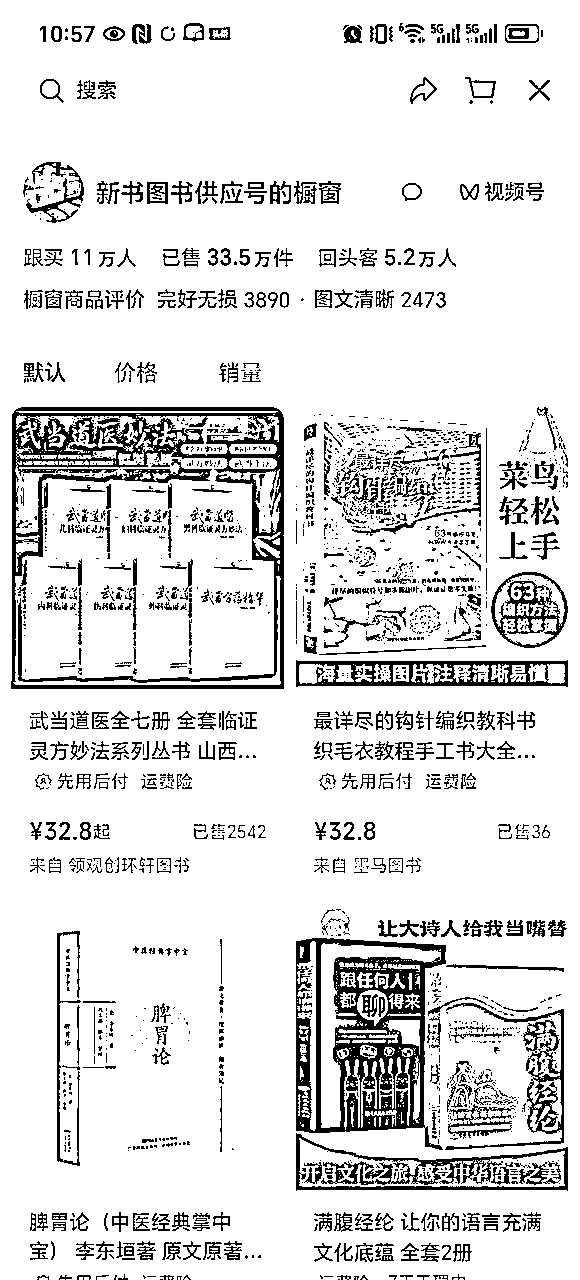 10:57
搜索
新书图书供应号的橱窗
视频号
跟买 11万人 已售 33.5万件 回头客 5.2万人
橱窗商品评价 完好无损 3890 · 图文清晰 2473
默认 价格 销量
武当道医妙法
菜鸟
轻松
上手
63种
编织方法
轻松掌握
海量实操图片 注释清晰易懂
武当道医全七册 全套临证
灵方妙法系列丛书 山西...
先用后付 运费险
¥32.8起 已售2542
来自 领观创环轩图书
最详尽的钩针编织教科书
织毛衣教程手工书大全...
先用后付 运费险
¥32.8 已售36
来自 墨马图书
脾胃论
让大诗人给我当嘴替
跟任何人
都聊得来
满腹经纶
开启文化之旅 感受中华语言之美
脾胃论（中医经典掌中
宝） 李东垣著 原文原著...
满腹经纶 让你的语言充满
文化底蕴 全套2册